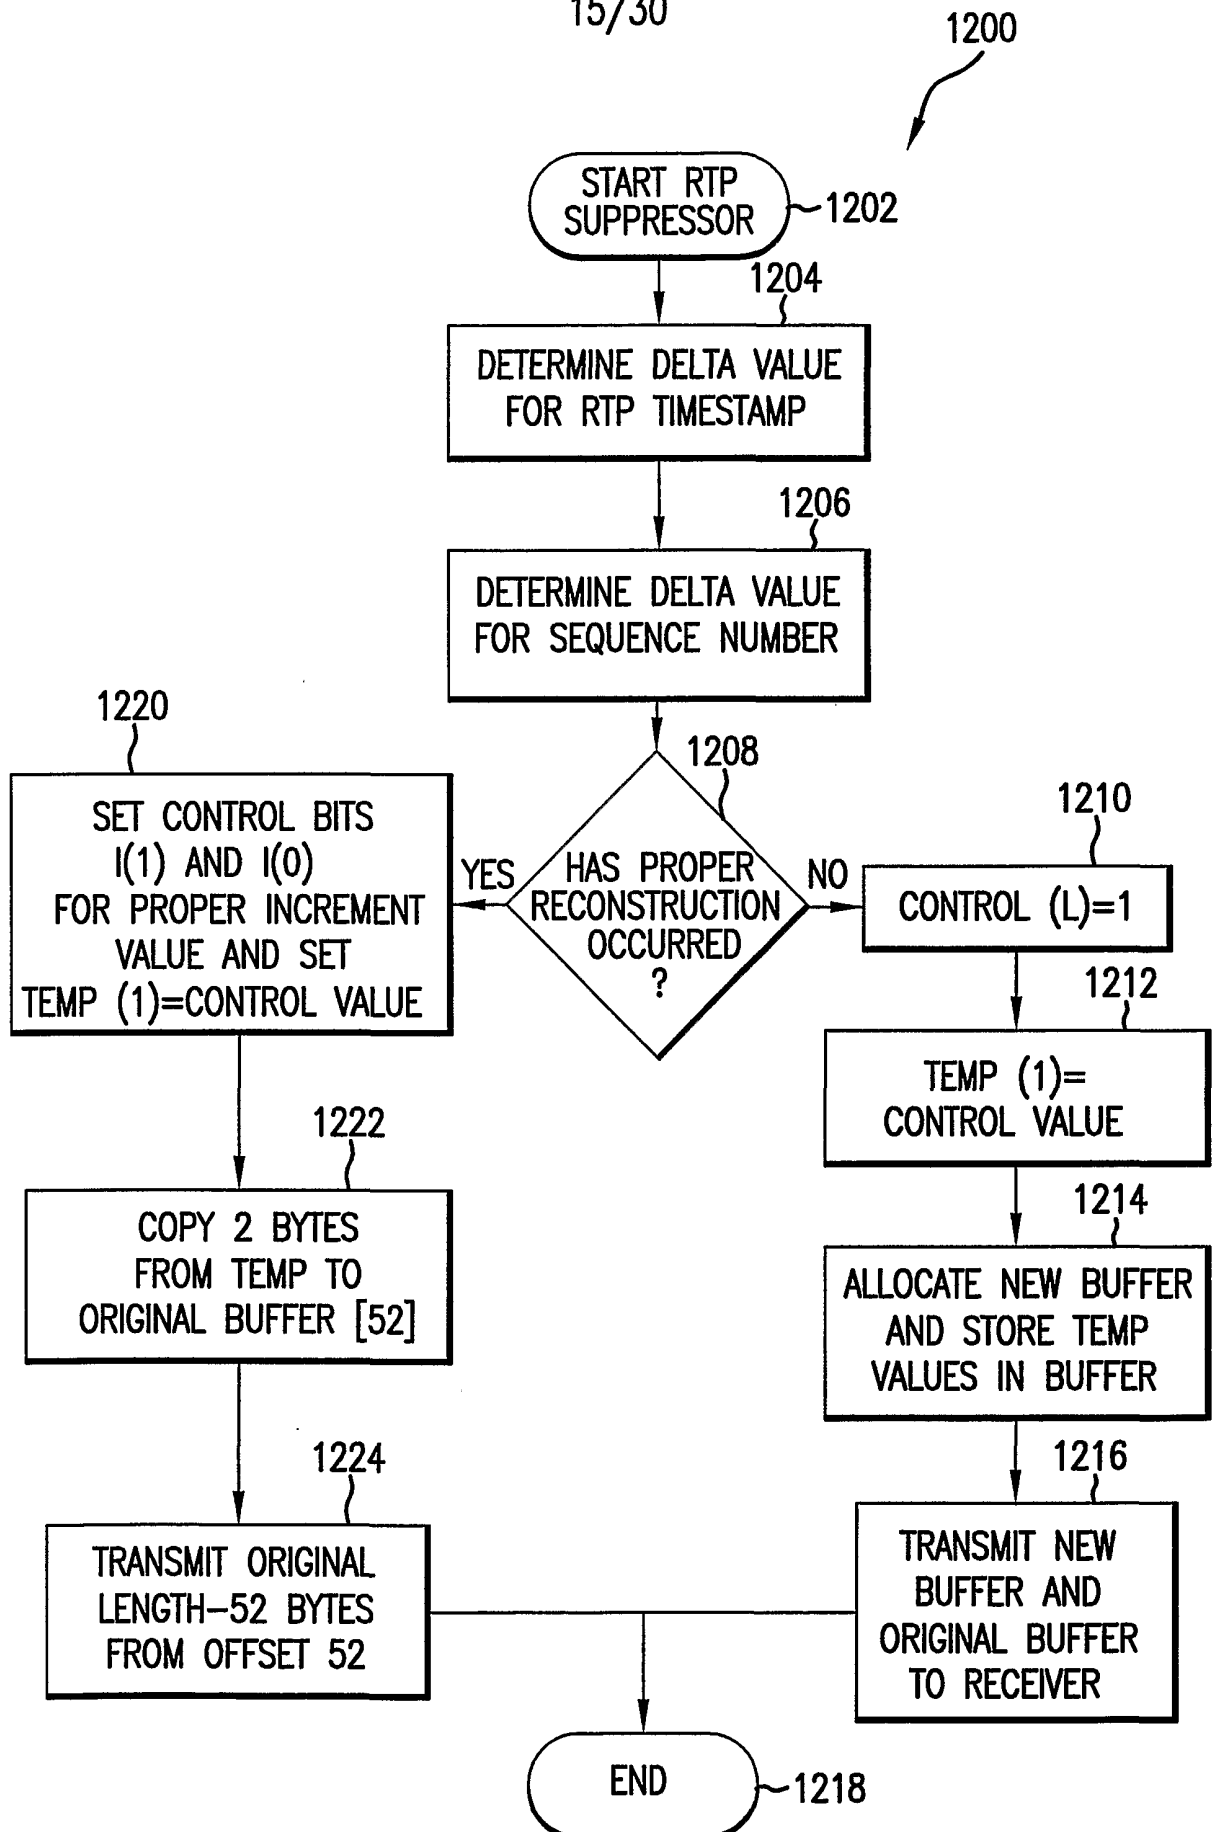 15/30
1200
START RTP
SUPPRESSOR
1202
1204
DETERMINE DELTA VALUE
FOR RTP TIMESTAMP
1206
DETERMINE DELTA VALUE
FOR SEQUENCE NUMBER
1208
HAS PROPER
RECONSTRUCTION
OCCURRED
?
YES
NO
1220
SET CONTROL BITS
I(1) AND I(0)
FOR PROPER INCREMENT
VALUE AND SET
TEMP (1)=CONTROL VALUE
1222
COPY 2 BYTES
FROM TEMP TO
ORIGINAL BUFFER [52]
1224
TRANSMIT ORIGINAL
LENGTH-52 BYTES
FROM OFFSET 52
1210
CONTROL (L)=1
1212
TEMP (1)=
CONTROL VALUE
1214
ALLOCATE NEW BUFFER
AND STORE TEMP
VALUES IN BUFFER
1216
TRANSMIT NEW
BUFFER AND
ORIGINAL BUFFER
TO RECEIVER
END
1218